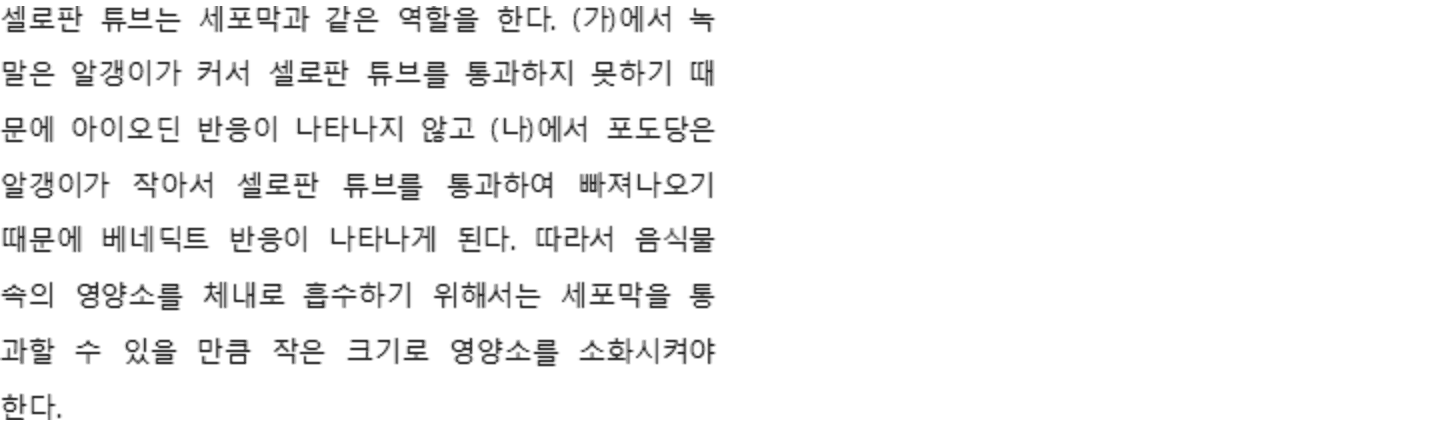 셀로판 튜브는 세포막과 같은 역할을 한다. (가)에서 녹
말은 알갱이가 커서 셀로판 튜브를 통과하지 못하기 때
문에 아이오딘 반응이 나타나지 않고 (나)에서 포도당은
알갱이가 작아서 셀로판 튜브를 통과하여 빠져나오기
때문에 베네딕트 반응이 나타나게 된다. 따라서 음식물
속의 영양소를 체내로 흡수하기 위해서는 세포막을 통
과할 수 있을 만큼 작은 크기로 영양소를 소화시켜야
한다.